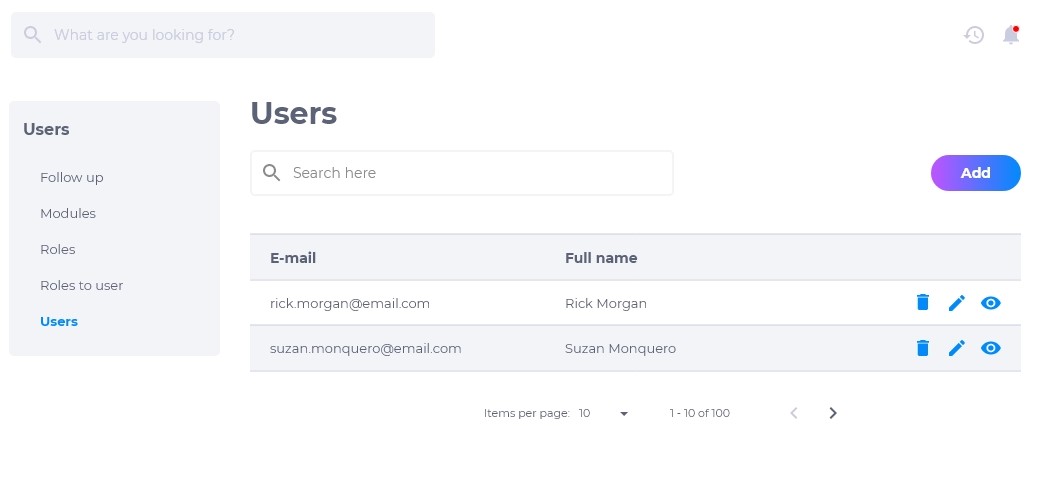 What are you looking for?
Users
Follow up
Modules
Roles
Roles to user
Users
Users
Search here
Add
E-mail Full name
rick.morgan@email.com Rick Morgan
suzan.monquero@email.com Suzan Monquero
Items per page: 10 1 - 10 of 100